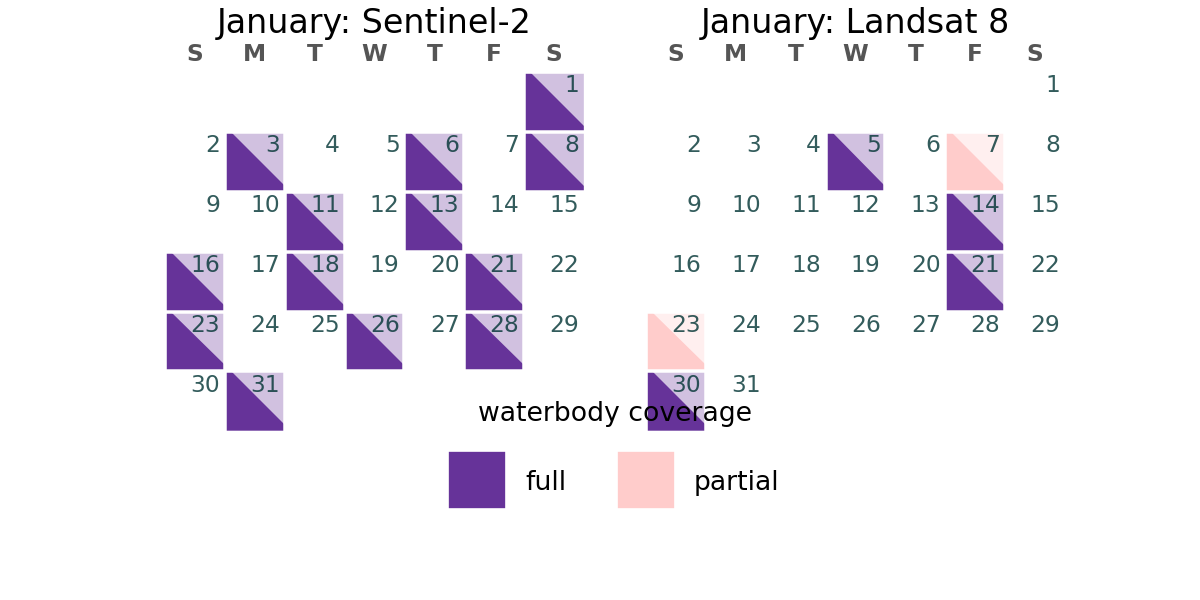 January: Sentinel-2
S M T W T F S
1
2 3 4 5 6 7 8
9 10 11 12 13 14 15
16 17 18 19 20 21 22
23 24 25 26 27 28 29
30 31
January: Landsat 8
S M T W T F S
1
2 3 4 5 6 7 8
9 10 11 12 13 14 15
16 17 18 19 20 21 22
23 24 25 26 27 28 29
30 31
waterbody coverage
full partial